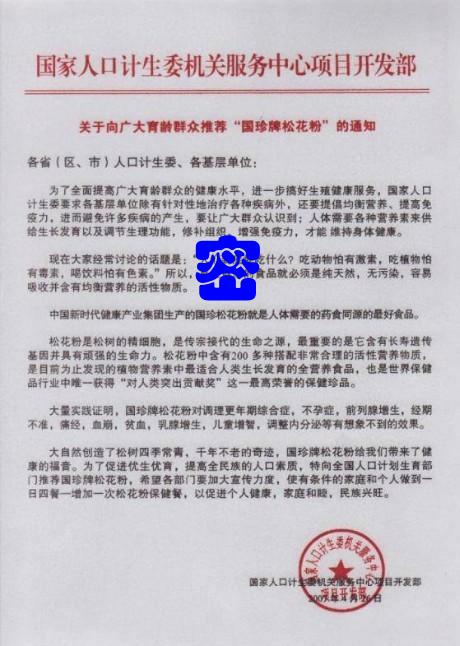 国家人口计生委机关服务中心项目开发部
关于向广大育龄群众推荐“国珍牌松花粉”的通知
各省（区、市）人口计生委、各基层单位：
为了全面提高广大育龄群众的健康水平，进一步搞好生殖健康服务，国家人口
计生委要求各基层单位除有针对性地治疗各种疾病外，还要提倡均衡营养、提高免
疫力，进而避免许多疾病的产生，要让广大群众认识到；人体需要各种营养素来供
给生长发育以及调节生理功能，修补组织，增强免疫力，才能 维持身体健康。
现在大家经常讨论的话题是：“ 吃什么？吃动物怕有激素，吃植物怕
有毒素，喝饮料怕有色素。”所以， 食品就必须是纯天然，无污染，容易
吸收并含有均衡营养的活性物质。
中国新时代健康产业集团生产的国珍松花粉就是人体需要的药食同源的最好食品。
松花粉是松树的精细胞，是传宗接代的生命之源，最重要的是它含有长寿遗传
基因并具有顽强的生命力。松花粉中含有200 多种搭配非常合理的活性营养物质，
是目前为止发现的植物营养素中最适合人类生长发育的全营养食品，也是世界保健
品行业中唯一获得“对人类突出贡献奖”这一最高荣誉的保健珍品。
大量实践证明，国珍牌松花粉对调理更年期综合症，不孕症，前列腺增生，经期
不准，痛经，血崩，贫血，乳腺增生，儿童增智，调整内分泌等有想象不到的效果。
大自然创造了松树四季常青，千年不老的奇迹，国珍牌松花粉给我们带来了健
康的福音。为了促进优生优育，提高全民族的人口素质，特向全国人口计划生育部
门推荐国珍牌松花粉，希望各部门要加大宣传力度，使有条件的家庭和个人做到一
日四餐—增加一次松花粉保健餐，以促进个人健康，家庭和睦，民族兴旺。
国家人口计生委机关服务中心项目开发部
2007 年 4 月 26 日
国家人口计生委机关服务中心
项目开发部